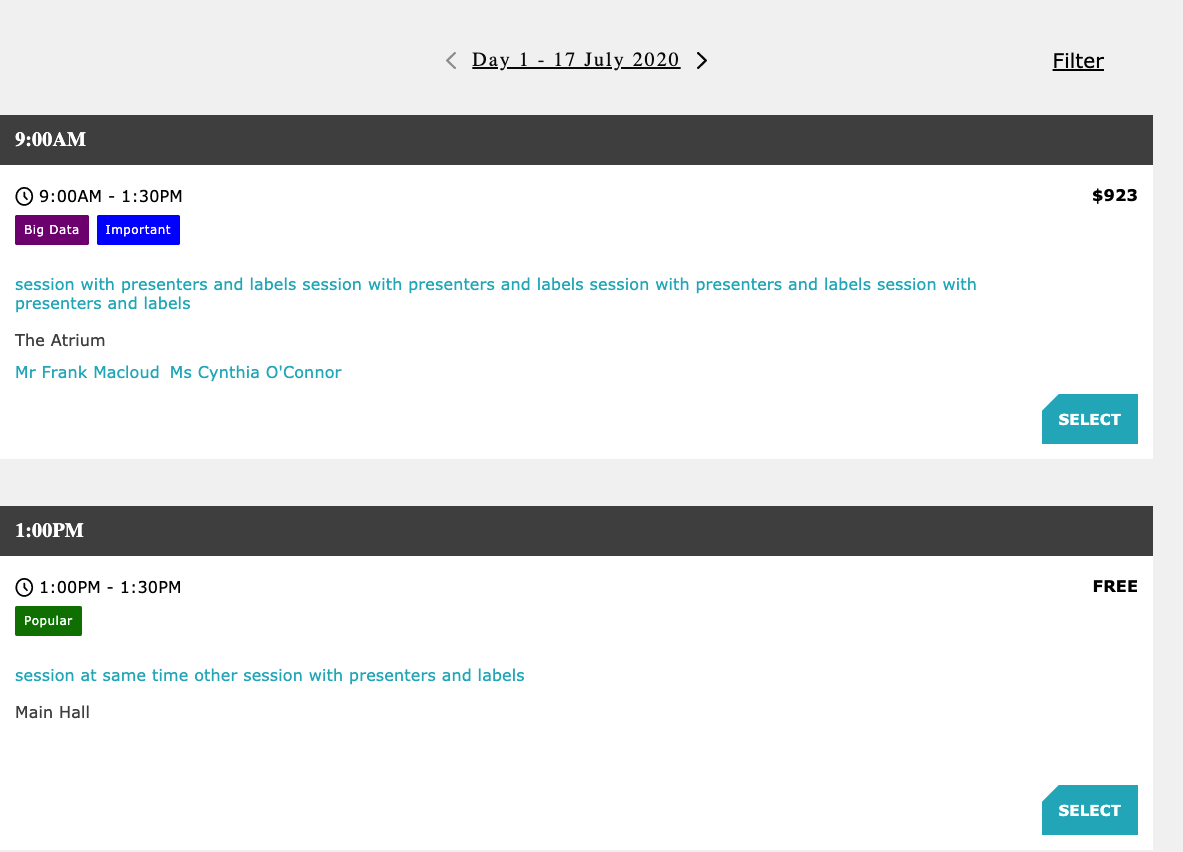 Day 1 - 17 July 2020
Filter
9:00AM
9:00AM - 1:30PM
$923
Big Data
Important
session with presenters and labels session with presenters and labels session with presenters and labels session with
presenters and labels
The Atrium
Mr Frank Macloud Ms Cynthia O'Connor
SELECT
1:00PM
1:00PM - 1:30PM
FREE
Popular
session at same time other session with presenters and labels
Main Hall
SELECT